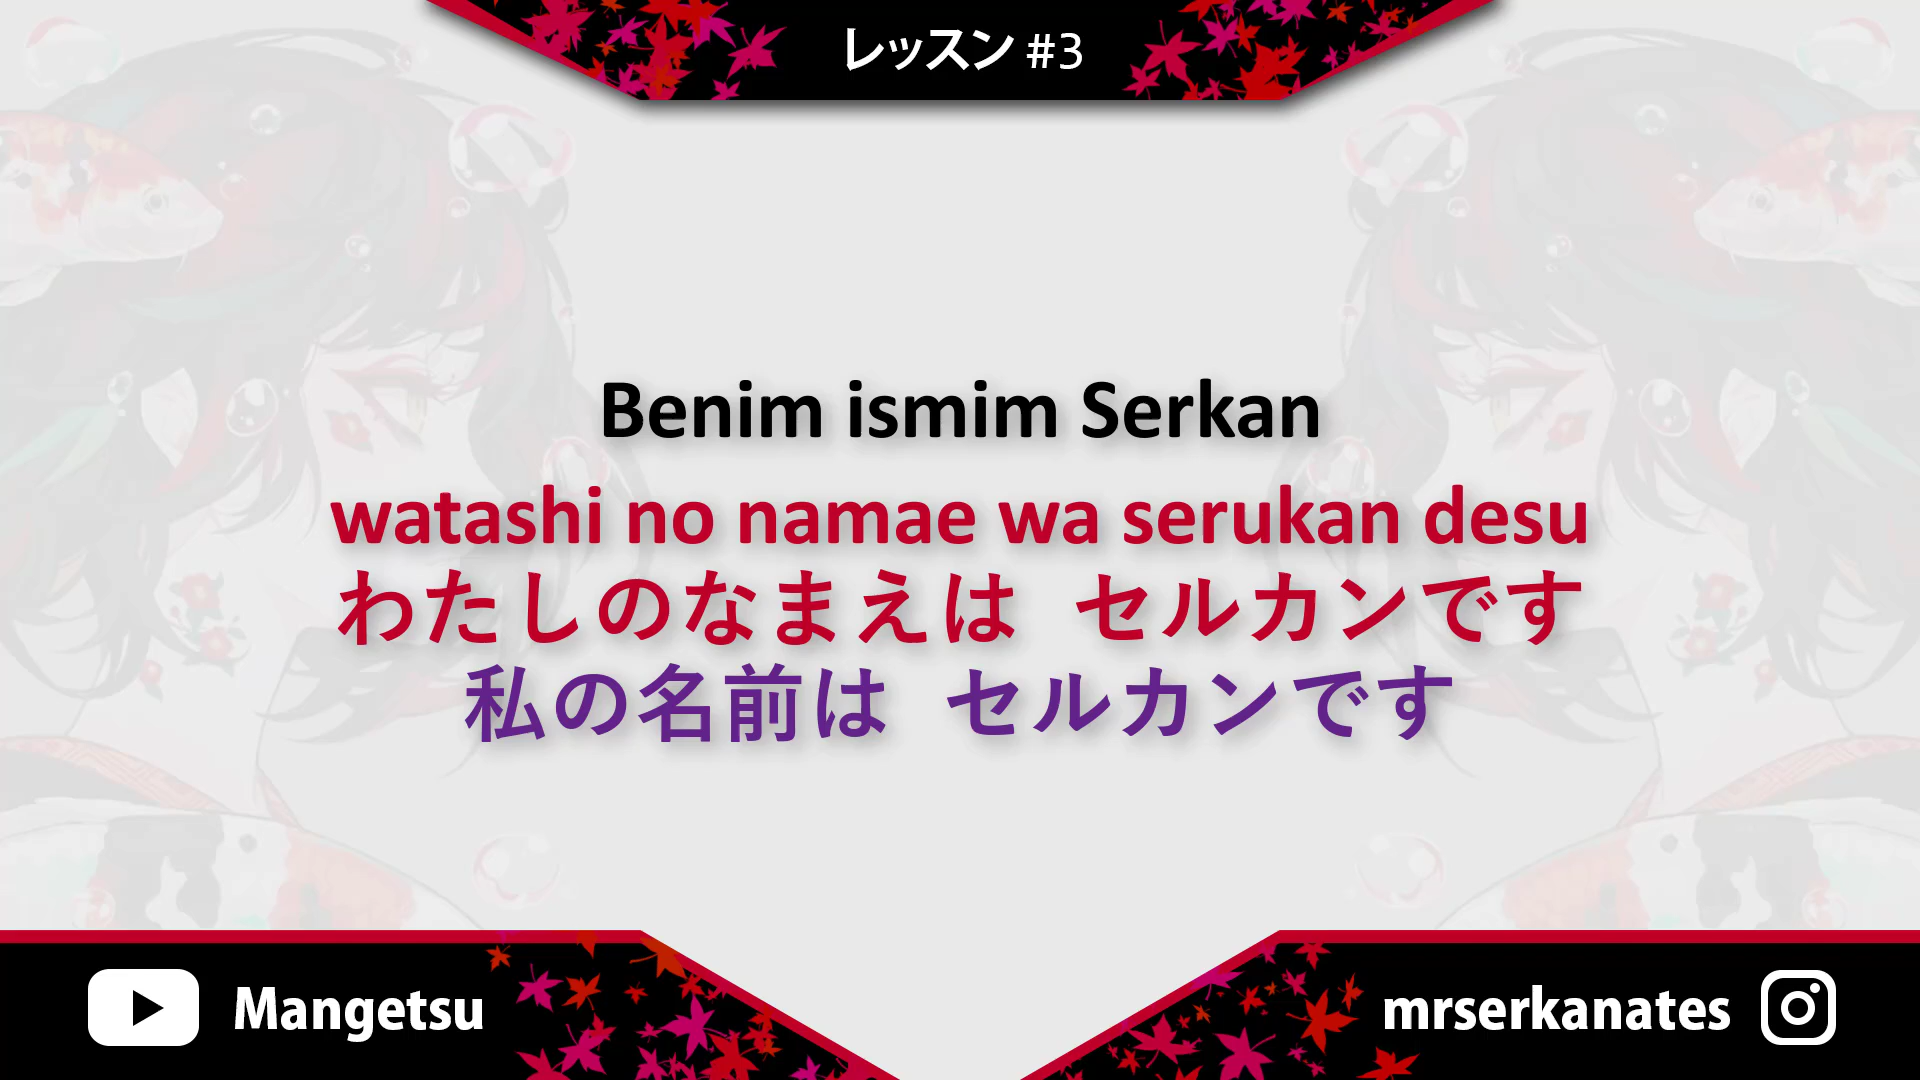 レッスン #3
Benim ismim Serkan
watashi no namae wa serukan desu
わたしのなまえは セルカンです
私の名前は セルカンです
Mangetsu
mrserkanates